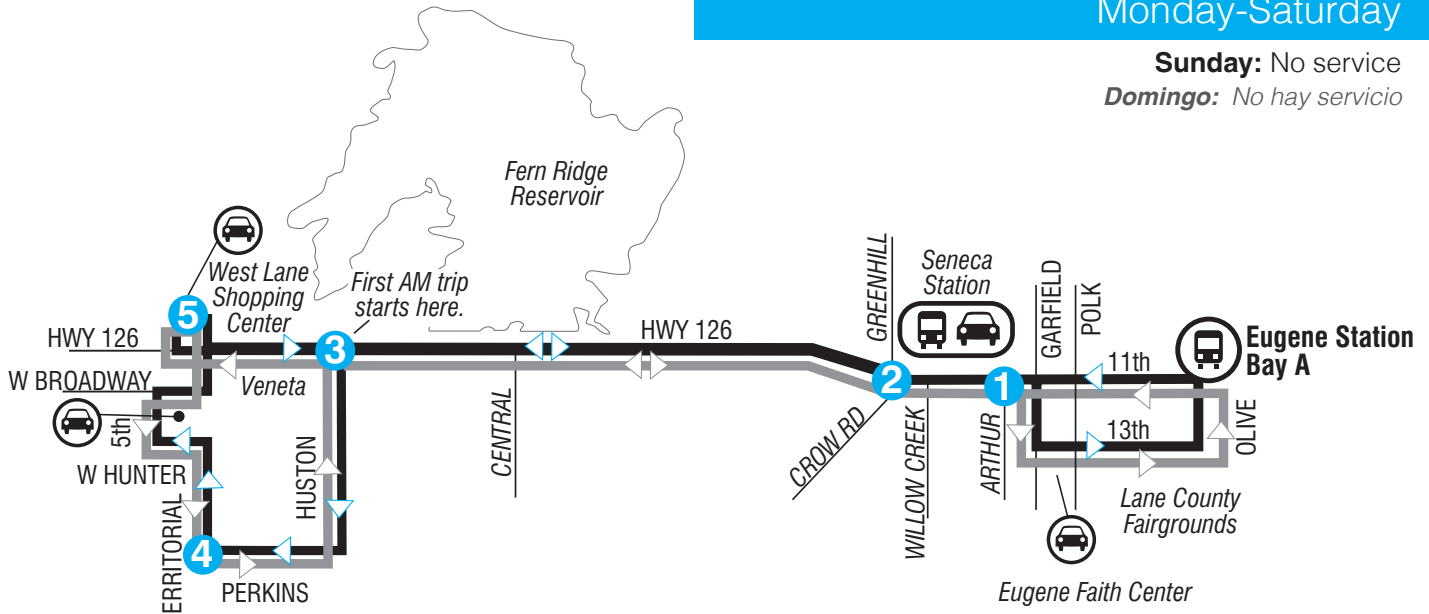 Monday-Saturday
Sunday: No service
Domingo: No hay servicio
Fern Ridge
Reservoir
West Lane
Shopping
Center
First AM trip
starts here.
5
3
HWY 126
W BROADWAY
Veneta
5th
W HUNTER
ERRITORIAL
4
PERKINS
HUSTON
CENTRAL
HWY 126
GREENHILL
Seneca
Station
2
CROW RD
WILLOW CREEK
1
ARTHUR
GARFIELD
POLK
11th
13th
OLIVE
Eugene Station
Bay A
Lane County
Fairgrounds
Eugene Faith Center